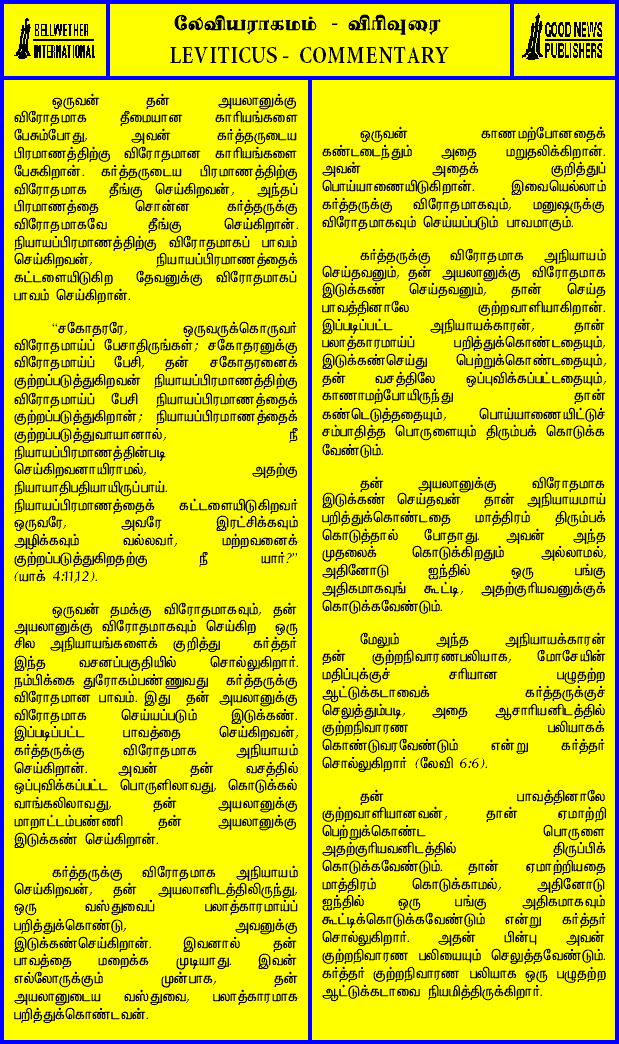 BELLWETHER
INTERNATIONAL
லேவியராகமம் - விரிவுரை
LEVITICUS - COMMENTARY
GOOD NEWS
PUBLISHERS
ஒருவன் தன் அயலானுக்கு
விரோதமாக தீமையான காரியங்களை
பேசும்போது, அவன் கர்த்தருடைய
பிரமாணத்திற்கு விரோதமான காரியங்களை
பேசுகிறான். கர்த்தருடைய பிரமாணத்திற்கு
விரோதமாக தீங்கு செய்கிறவன், அந்தப்
பிரமாணத்தை சொன்ன கர்த்தருக்கு
விரோதமாகவே தீங்கு செய்கிறான்.
நியாயப்பிரமாணத்திற்கு விரோதமாகப் பாவம்
செய்கிறவன், நியாயப்பிரமாணத்தைக்
கட்டளையிடுகிற தேவனுக்கு விரோதமாகப்
பாவம் செய்கிறான்.
“சகோதரரே, ஒருவருக்கொருவர்
விரோதமாய்ப் பேசாதிருங்கள்; சகோதரனுக்கு
விரோதமாய்ப் பேசி, தன் சகோதரனைக்
குற்றப்படுத்துகிறவன் நியாயப்பிரமாணத்திற்கு
விரோதமாய்ப் பேசி நியாயப்பிரமாணத்தைக்
குற்றப்படுத்துகிறான்; நியாயப்பிரமாணத்தைக்
குற்றப்படுத்துவாயானால், நீ
நியாயப்பிரமாணத்தின்படி
செய்கிறவனாயிராமல், அதற்கு
நியாயாதிபதியாயிருப்பாய்.
நியாயப்பிரமாணத்தைக் கட்டளையிடுகிறவர்
ஒருவரே, அவரே இரட்சிக்கவும்
அழிக்கவும் வல்லவர், மற்றவனைக்
குற்றப்படுத்துகிறதற்கு நீ யார்?”
(யாக் 4:11,12).
ஒருவன் தமக்கு விரோதமாகவும், தன்
அயலானுக்கு விரோதமாகவும் செய்கிற ஒரு
சில அநியாயங்களைக் குறித்து கர்த்தர்
இந்த வசனப்பகுதியில் சொல்லுகிறார்.
நம்பிக்கை துரோகம்பண்ணுவது கர்த்தருக்கு
விரோதமான பாவம். இது தன் அயலானுக்கு
விரோதமாக செய்யப்படும் இடுக்கண்.
இப்படிப்பட்ட பாவத்தை செய்கிறவன்,
கர்த்தருக்கு விரோதமாக அநியாயம்
செய்கிறான். அவன் தன் வசத்தில்
ஒப்புவிக்கப்பட்ட பொருளிலாவது, கொடுக்கல்
வாங்கலிலாவது, தன் அயலானுக்கு
மாறாட்டம்பண்ணி தன் அயலானுக்கு
இடுக்கண் செய்கிறான்.
கர்த்தருக்கு விரோதமாக அநியாயம்
செய்கிறவன், தன் அயலானிடத்திலிருந்து,
ஒரு வஸ்துவைப் பலாத்காரமாய்ப்
பறித்துக்கொண்டு, அவனுக்கு
இடுக்கண்செய்கிறான். இவனால் தன்
பாவத்தை மறைக்க முடியாது. இவன்
எல்லோருக்கும் முன்பாக, தன்
அயலானுடைய வஸ்துவை, பலாத்காரமாக
பறித்துக்கொண்டவன்.
ஒருவன் காணமற்போனதைக்
கண்டடைந்தும் அதை மறுதலிக்கிறான்.
அவன் அதைக் குறித்துப்
பொய்யாணையிடுகிறான். இவையெல்லாம்
கர்த்தருக்கு விரோதமாகவும், மனுஷருக்கு
விரோதமாகவும் செய்யப்படும் பாவமாகும்.
கர்த்தருக்கு விரோதமாக அநியாயம்
செய்தவனும், தன் அயலானுக்கு விரோதமாக
இடுக்கண் செய்தவனும், தான் செய்த
பாவத்தினாலே குற்றவாளியாகிறான்.
இப்படிப்பட்ட அநியாயக்காரன், தான்
பலாத்காரமாய்ப் பறித்துக்கொண்டதையும்,
இடுக்கண்செய்து பெற்றுக்கொண்டதையும்,
தன் வசத்திலே ஒப்புவிக்கப்பட்டதையும்,
காணாமற்போயிருந்து தான்
கண்டெடுத்ததையும், பொய்யாணையிட்டுச்
சம்பாதித்த பொருளையும் திரும்பக் கொடுக்க
வேண்டும்.
தன் அயலானுக்கு விரோதமாக
இடுக்கண் செய்தவன் தான் அநியாயமாய்
பறித்துக்கொண்டதை மாத்திரம் திரும்பக்
கொடுத்தால் போதாது. அவன் அந்த
முதலைக் கொடுக்கிறதும் அல்லாமல்,
அதினோடு ஐந்தில் ஒரு பங்கு
அதிகமாகவுங் கூட்டி, அதற்குரியவனுக்குக்
கொடுக்கவேண்டும்.
மேலும் அந்த அநியாயக்காரன்
தன் குற்றநிவாரணபலியாக, மோசேயின்
மதிப்புக்குச் சரியான பழுதற்ற
ஆட்டுக்கடாவைக் கர்த்தருக்குச்
செலுத்தும்படி, அதை ஆசாரியனிடத்தில்
குற்றநிவாரண பலியாகக்
கொண்டுவரவேண்டும் என்று கர்த்தர்
சொல்லுகிறார் (லேவி 6:6).
தன் பாவத்தினாலே
குற்றவாளியானவன், தான் ஏமாற்றி
பெற்றுக்கொண்ட பொருளை
அதற்குரியவனிடத்தில் திருப்பிக்
கொடுக்கவேண்டும். தான் ஏமாற்றியதை
மாத்திரம் கொடுக்காமல், அதினோடு
ஐந்தில் ஒரு பங்கு அதிகமாகவும்
கூட்டிக்கொடுக்கவேண்டும் என்று கர்த்தர்
சொல்லுகிறார். அதன் பின்பு அவன்
குற்றநிவாரண பலியையும் செலுத்தவேண்டும்.
கர்த்தர் குற்றநிவாரண பலியாக ஒரு பழுதற்ற
ஆட்டுக்கடாவை நியமித்திருக்கிறார்.